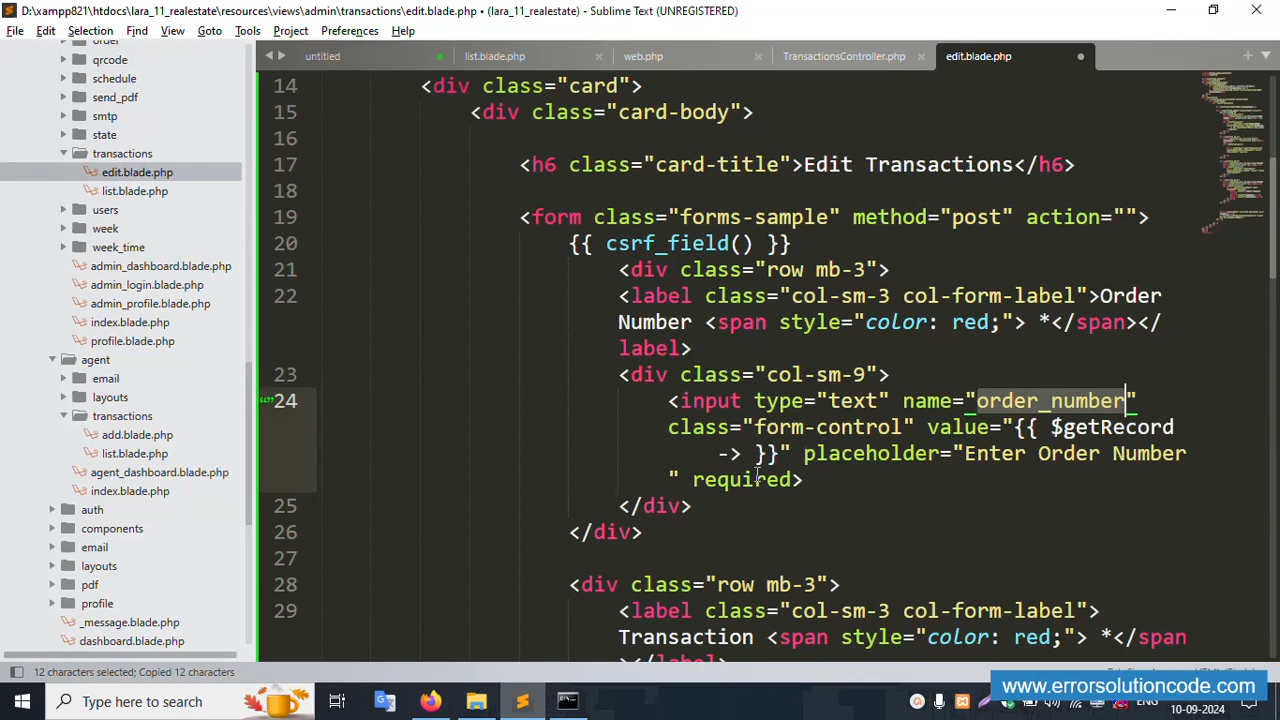 D:\xampp821\htdocs\lara_11_realestate\resources\views\admin\transactions\edit.blade.php • (lara_11_realestate) - Sublime Text (UNREGISTERED)
File Edit Selection Find View Goto Tools Project Preferences Help
untitled list.blade.php web.php TransactionsController.php edit.blade.php
order
qrcode
schedule
send_pdf
smtp
state
transactions
edit.blade.php
list.blade.php
users
week
week_time
admin_dashboard.blade.php
admin_login.blade.php
admin_profile.blade.php
index.blade.php
profile.blade.php
agent
email
layouts
transactions
add.blade.php
list.blade.php
agent_dashboard.blade.php
index.blade.php
auth
components
email
layouts
pdf
profile
_message.blade.php
dashboard.blade.php
14 <div class="card">
15 <div class="card-body">
16
17 <h6 class="card-title">Edit Transactions</h6>
18
19 <form class="forms-sample" method="post" action="">
20 {{ csrf_field() }}
21 <div class="row mb-3">
22 <label class="col-sm-3 col-form-label">Order
Number <span style="color: red;"> *</span></
label>
23 <div class="col-sm-9">
24 <input type="text" name="order_number"
class="form-control" value="{{ $getRecord
-> }}" placeholder="Enter Order Number
" required>
25 </div>
26 </div>
27
28 <div class="row mb-3">
29 <label class="col-sm-3 col-form-label">
Transaction <span style="color: red;"> *</span
></label>
12 characters selected; Copied 12 characters
www.errorsolutioncode.com
Type here to search
ENG
10-09-2024